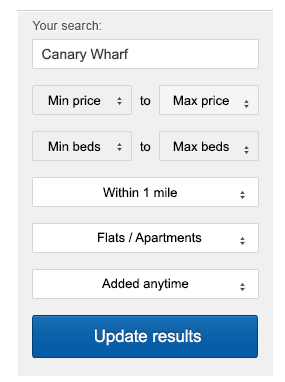 Your search:
Canary Wharf
Min price to Max price
Min beds to Max beds
Within 1 mile
Flats / Apartments
Added anytime
Update results